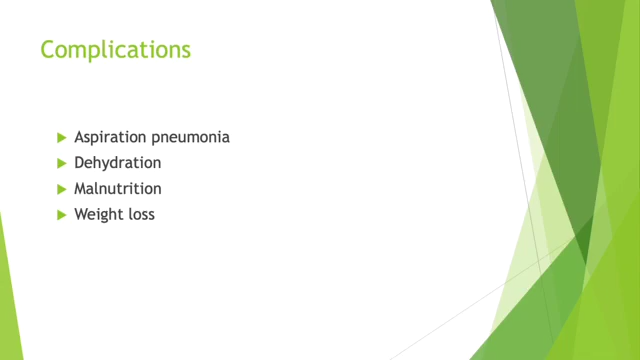 Complications
Aspiration pneumonia
Dehydration
Malnutrition
Weight loss